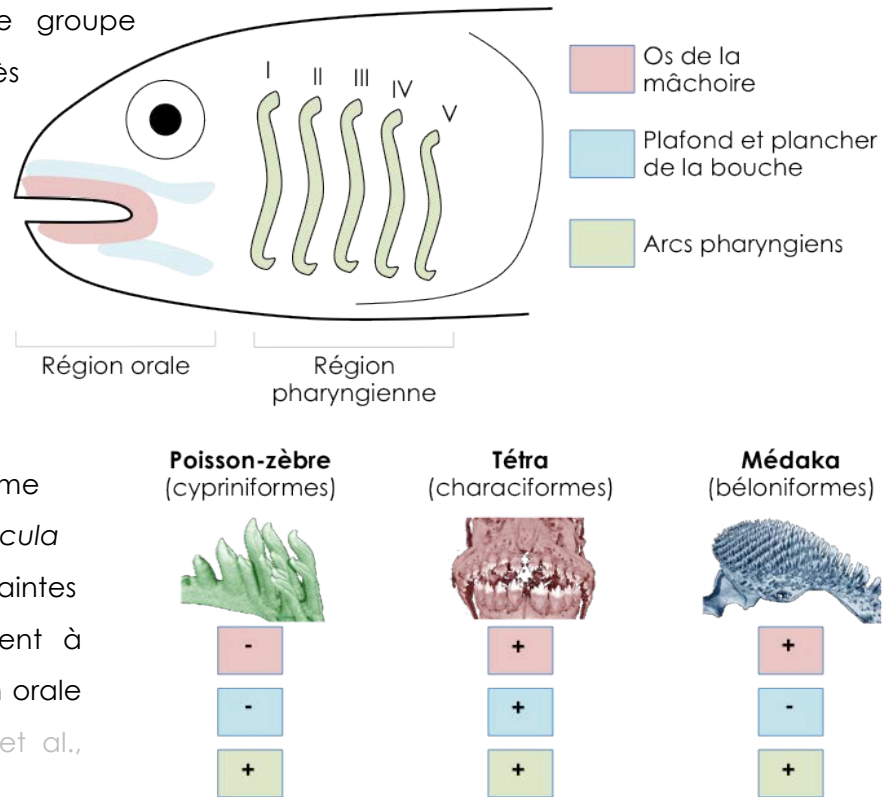 e groupe
ès
I II III IV V
Os de la
mâchoire
Plafond et plancher
de la bouche
Arcs pharyngiens
Région orale
Région
pharyngienne
me
cula
aintes
ent à
orale
et al.,
Poisson-zèbre
(cypriniformes)
Tétra
(characiformes)
Médaka
(béloniformes)
- + +
- + -
+ + +